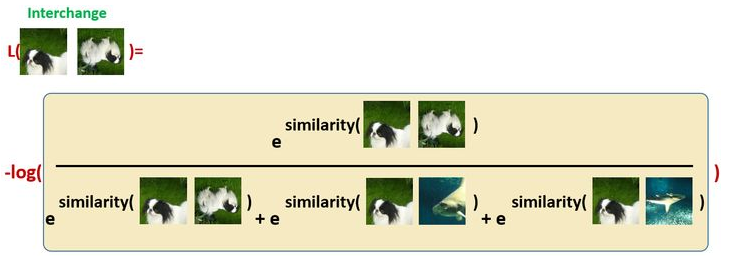 Interchange
L( )=
e similarity( )
-log( )
e similarity( ) + e similarity( ) + e similarity( )